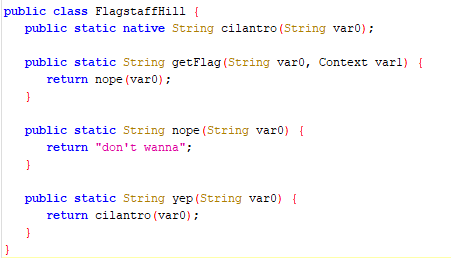 public class FlagstaffHill {
public static native String cilantro(String var0);
public static String getFlag(String var0, Context var1) {
return nope(var0);
}
public static String nope(String var0) {
return "don't wanna";
}
public static String yep(String var0) {
return cilantro(var0);
}
}